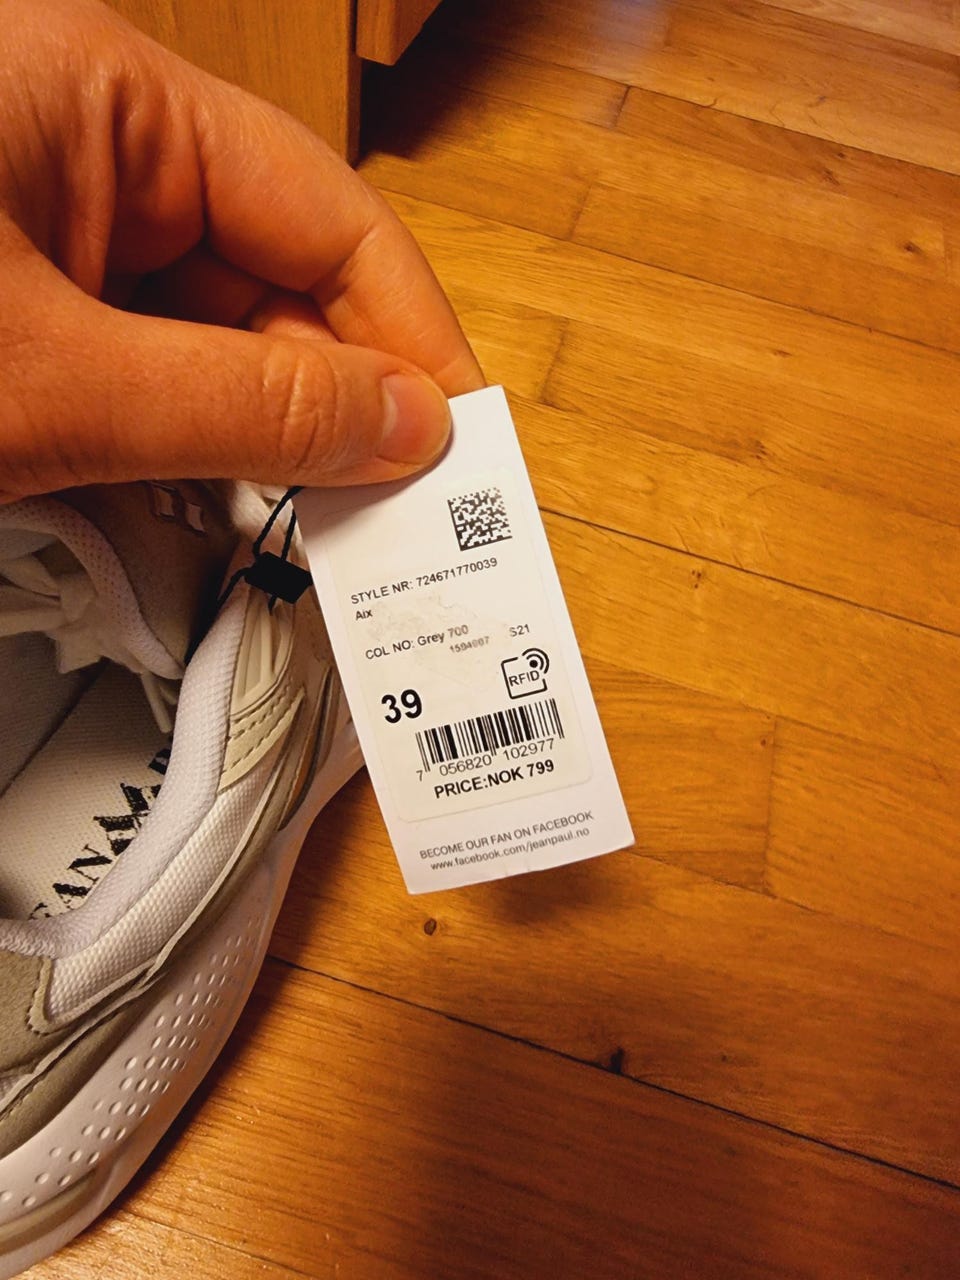 STYLE NR: 724671770039
Aix
COL NO: Grey 700
S21
39
RFID
7 056820 102977
PRICE:NOK 799
BECOME OUR FAN ON FACEBOOK
www.facebook.com/jeanpaul.no